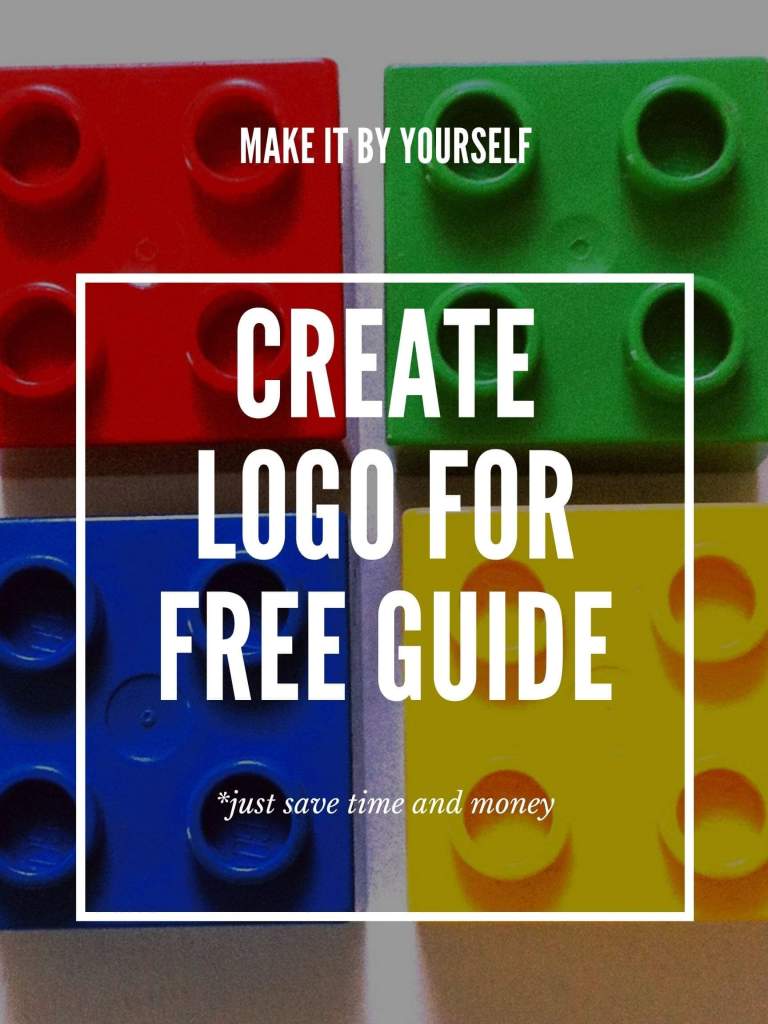 MAKE IT BY YOURSELF
CREATE
LOGO FOR
FREE GUIDE
*just save time and money